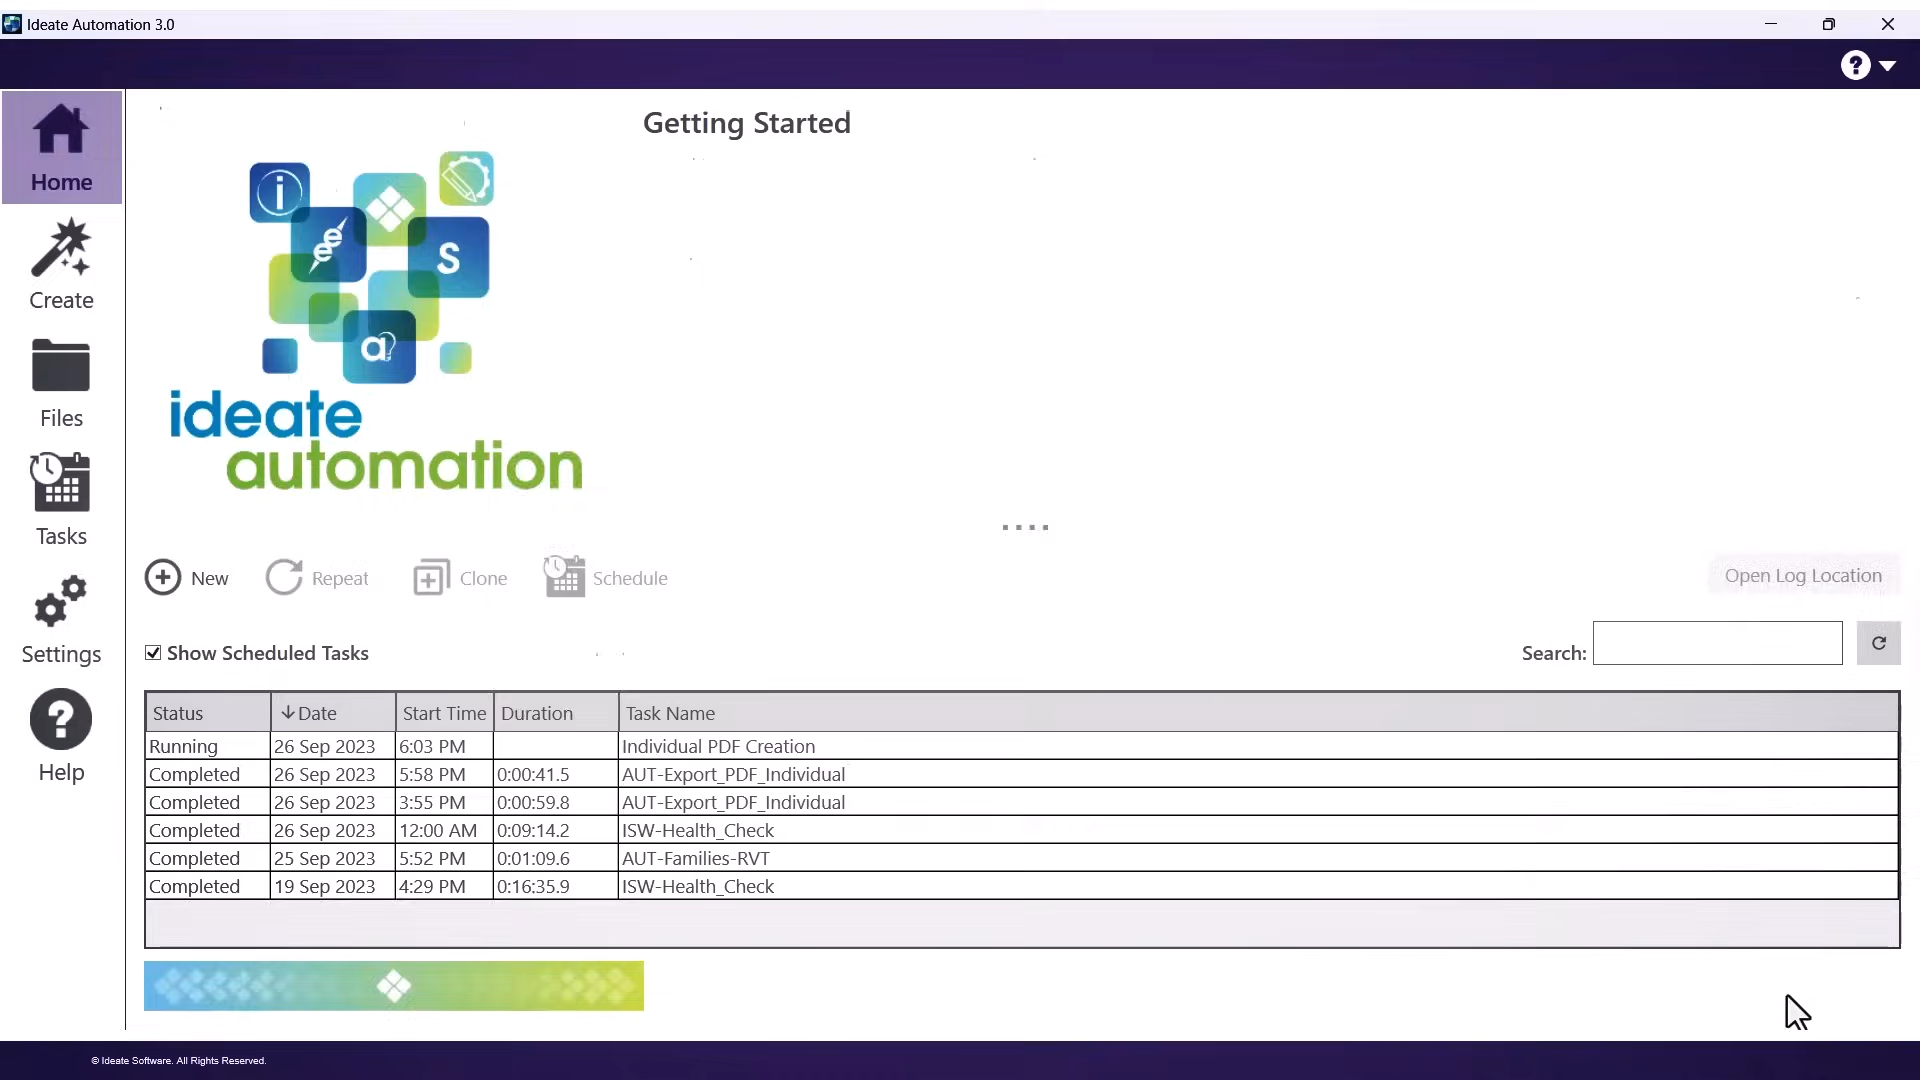 Ideate Automation 3.0
Home
Create
Files
Tasks
Settings
Help
Getting Started
i
ee
S
a
ideate
automation
New Repeat Clone Schedule Open Log Location
Show Scheduled Tasks Search:
Status Date Start Time Duration Task Name
Running 26 Sep 2023 6:03 PM Individual PDF Creation
Completed 26 Sep 2023 5:58 PM 0:00:41.5 AUT-Export_PDF_Individual
Completed 26 Sep 2023 3:55 PM 0:00:59.8 AUT-Export_PDF_Individual
Completed 26 Sep 2023 12:00 AM 0:09:14.2 ISW-Health_Check
Completed 25 Sep 2023 5:52 PM 0:01:09.6 AUT-Families-RVT
Completed 19 Sep 2023 4:29 PM 0:16:35.9 ISW-Health_Check
© Ideate Software. All Rights Reserved.